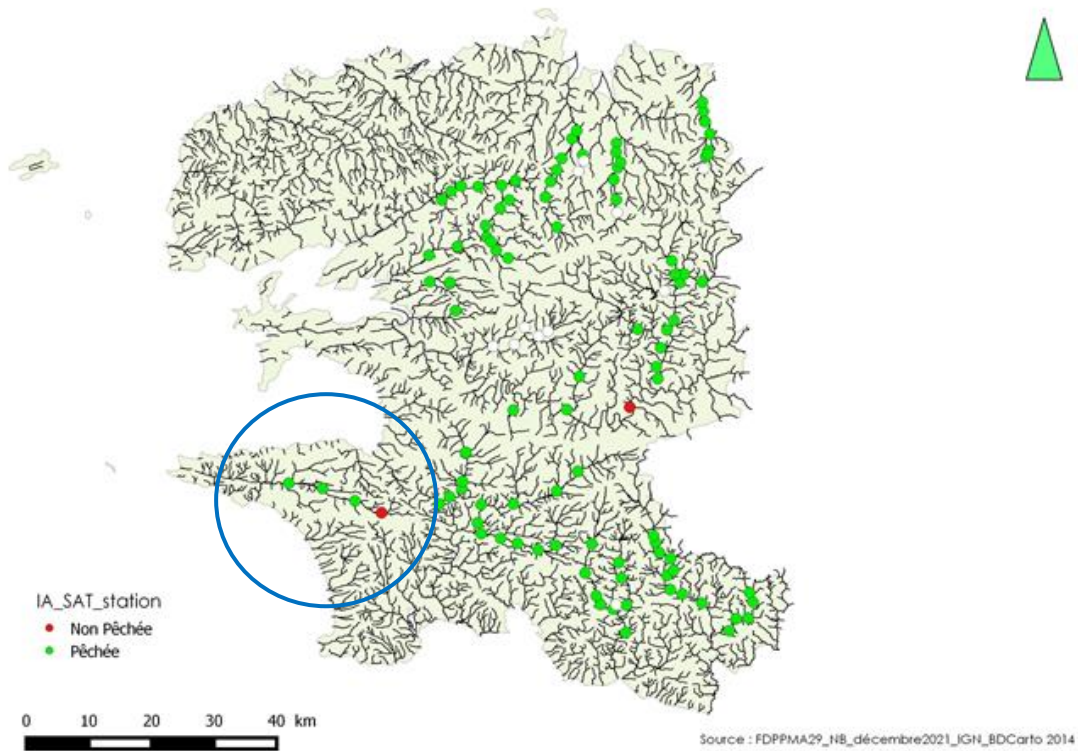 IA_SAT_station
Non Pêchée
Pêchée
0 10 20 30 40 km
Source : FDPPMA29_NB_décembre2021_IGN_BDCarto 2014